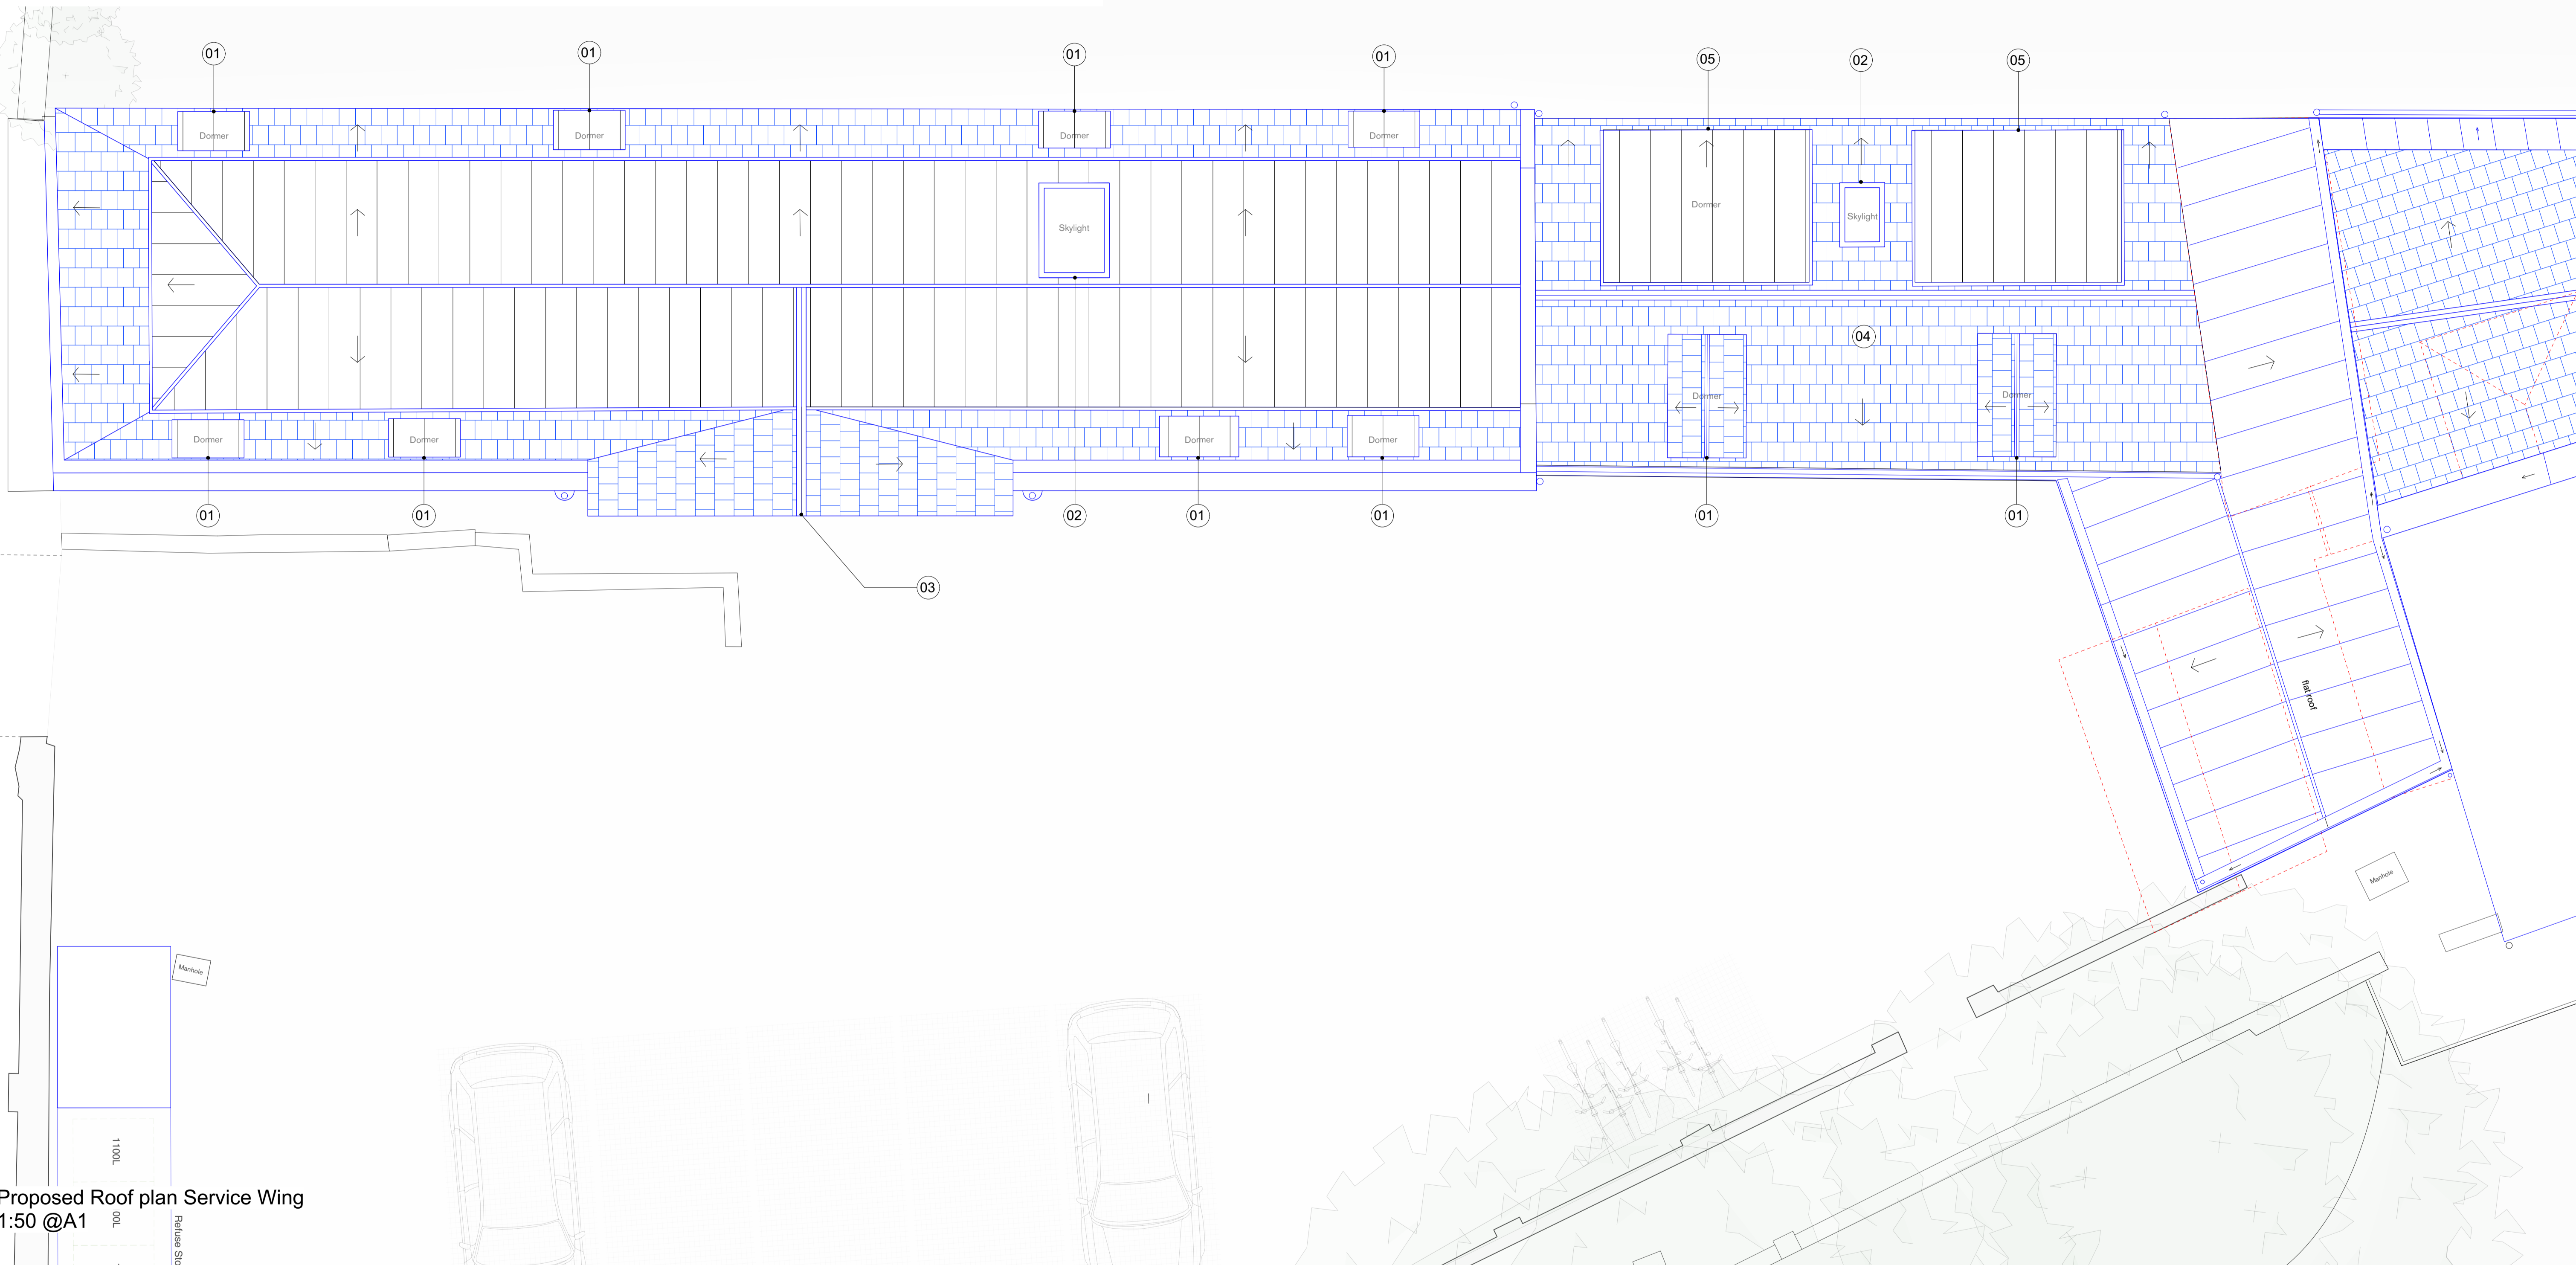 01
01
01
01
05
02
05
Dormer
Dormer
Dormer
Dormer
Dormer
Skylight
Skylight
04
Dormer
Dormer
Dormer
Dormer
Dormer
Dormer
01
01
02
01
01
01
01
03
flat roof
Manhole
Manhole
1100L
00L
Refuse
Proposed Roof plan Service Wing
1:50 @A1